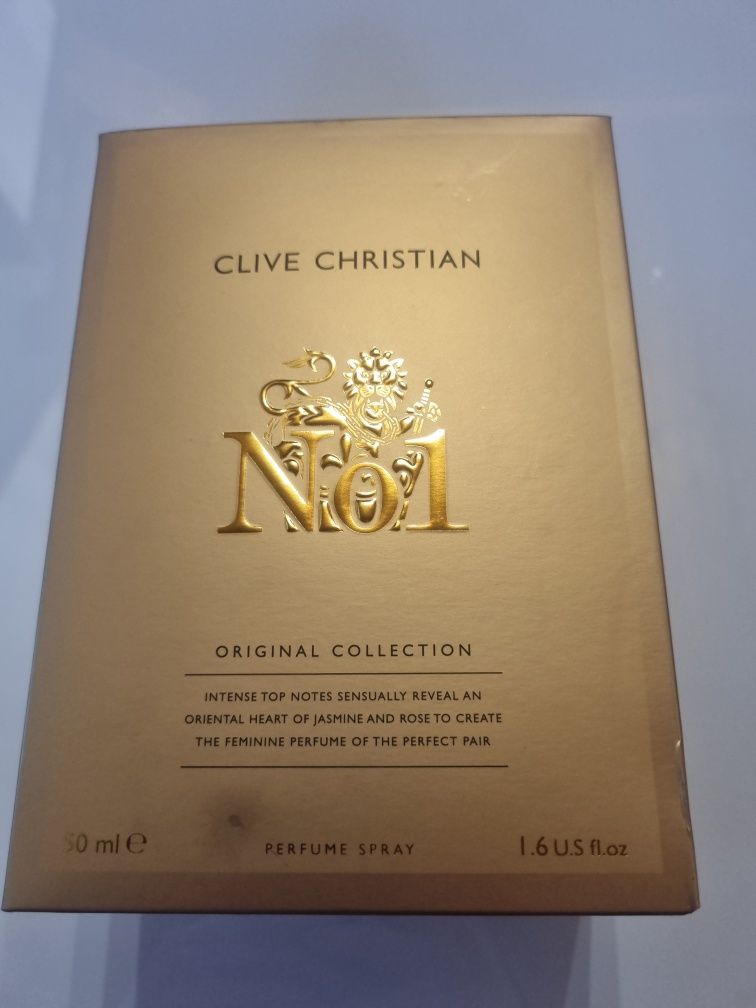 CLIVE CHRISTIAN
No1
ORIGINAL COLLECTION
INTENSE TOP NOTES SENSUALLY REVEAL AN
ORIENTAL HEART OF JASMINE AND ROSE TO CREATE
THE FEMININE PERFUME OF THE PERFECT PAIR
50 ml ℮ PERFUME SPRAY 1.6 U.S fl.oz